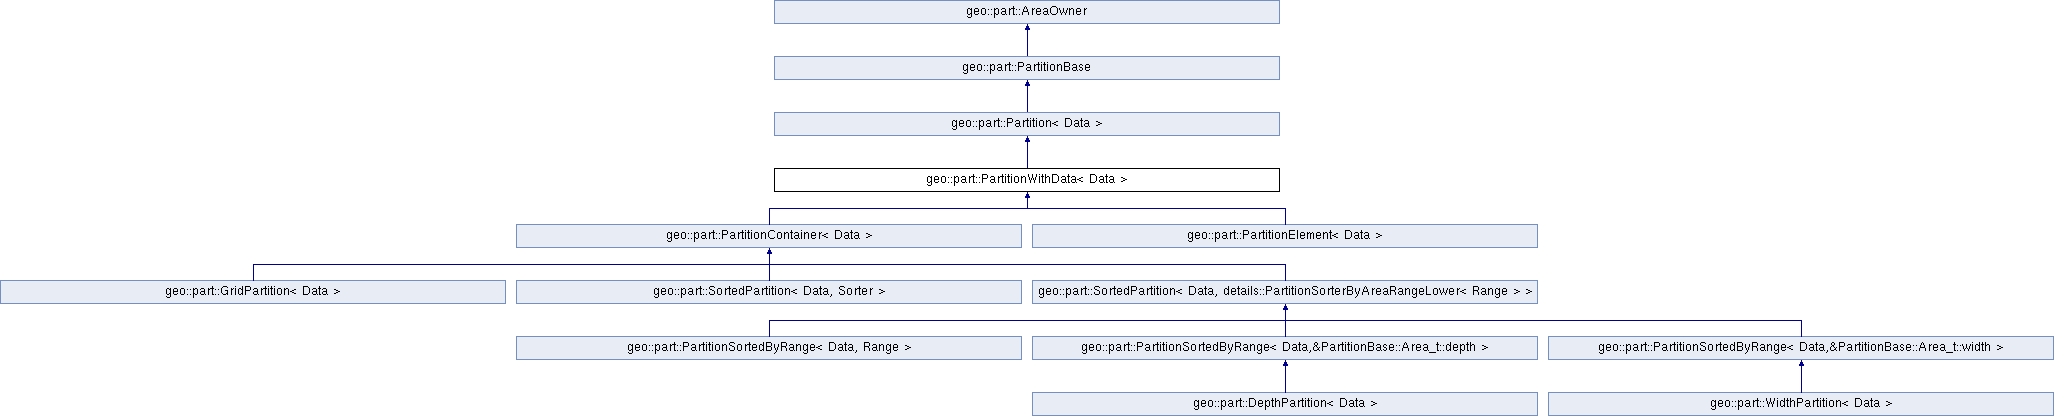 geo::part::AreaOwner
geo::part::PartitionBase
geo::part::Partition< Data >
geo::part::PartitionWithData< Data >
geo::part::PartitionContainer< Data >
geo::part::PartitionElement< Data >
geo::part::GridPartition< Data >
geo::part::SortedPartition< Data, Sorter >
geo::part::SortedPartition< Data, details::PartitionSorterByAreaRangeLower< Range > >
geo::part::PartitionSortedByRange< Data, Range >
geo::part::PartitionSortedByRange< Data,&PartitionBase::Area_t::depth >
geo::part::PartitionSortedByRange< Data,&PartitionBase::Area_t::width >
geo::part::DepthPartition< Data >
geo::part::WidthPartition< Data >